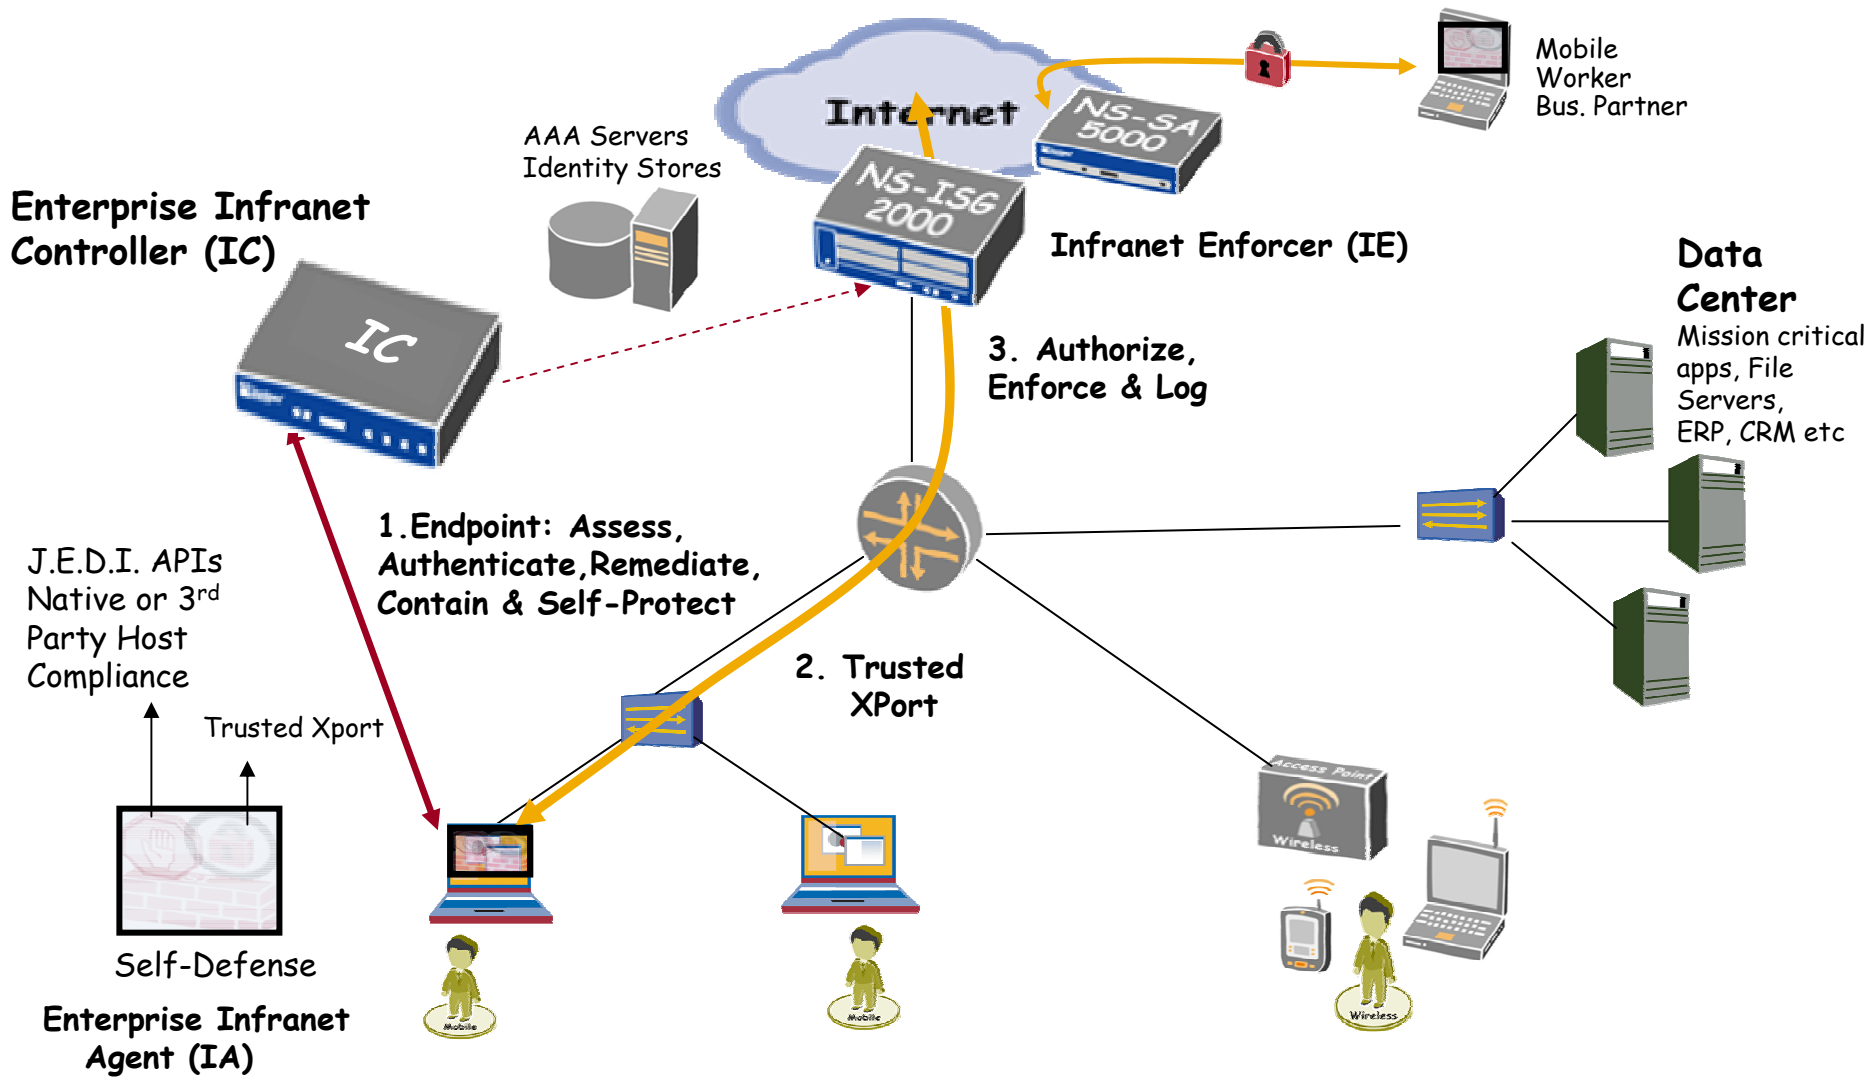 Mobile
Worker
Bus. Partner
Internet
NS-SA
5000
AAA Servers
Identity Stores
NS-ISG
2000
Enterprise Infranet
Controller (IC)
Infranet Enforcer (IE)
Data
Center
Mission critical
apps, File
Servers,
ERP, CRM etc
IC
3. Authorize,
Enforce & Log
1.Endpoint: Assess,
Authenticate,Remediate,
Contain & Self-Protect
J.E.D.I. APIs
Native or 3rd
Party Host
Compliance
2. Trusted
XPort
Trusted Xport
Access Point
Wireless
Self-Defense
Enterprise Infranet
Agent (IA)
Mobile
Mobile
Wireless